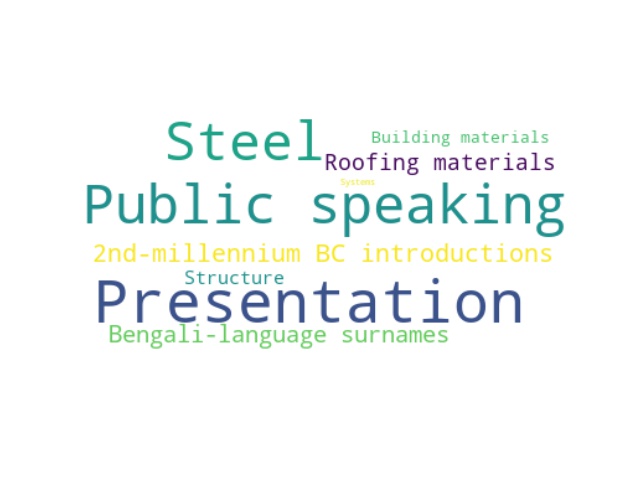 Steel
Building materials
Roofing materials
Systems
Public speaking
2nd-millennium BC introductions
Structure
Presentation
Bengali-language surnames